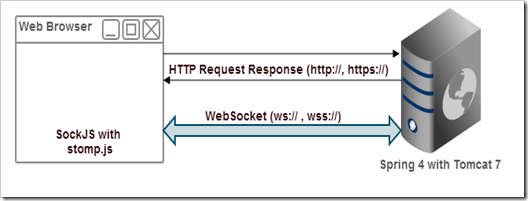 Web Browser
HTTP Request Response (http://, https://)
WebSocket (ws:// , wss://)
SockJS with
stomp.js
Spring 4 with Tomcat 7